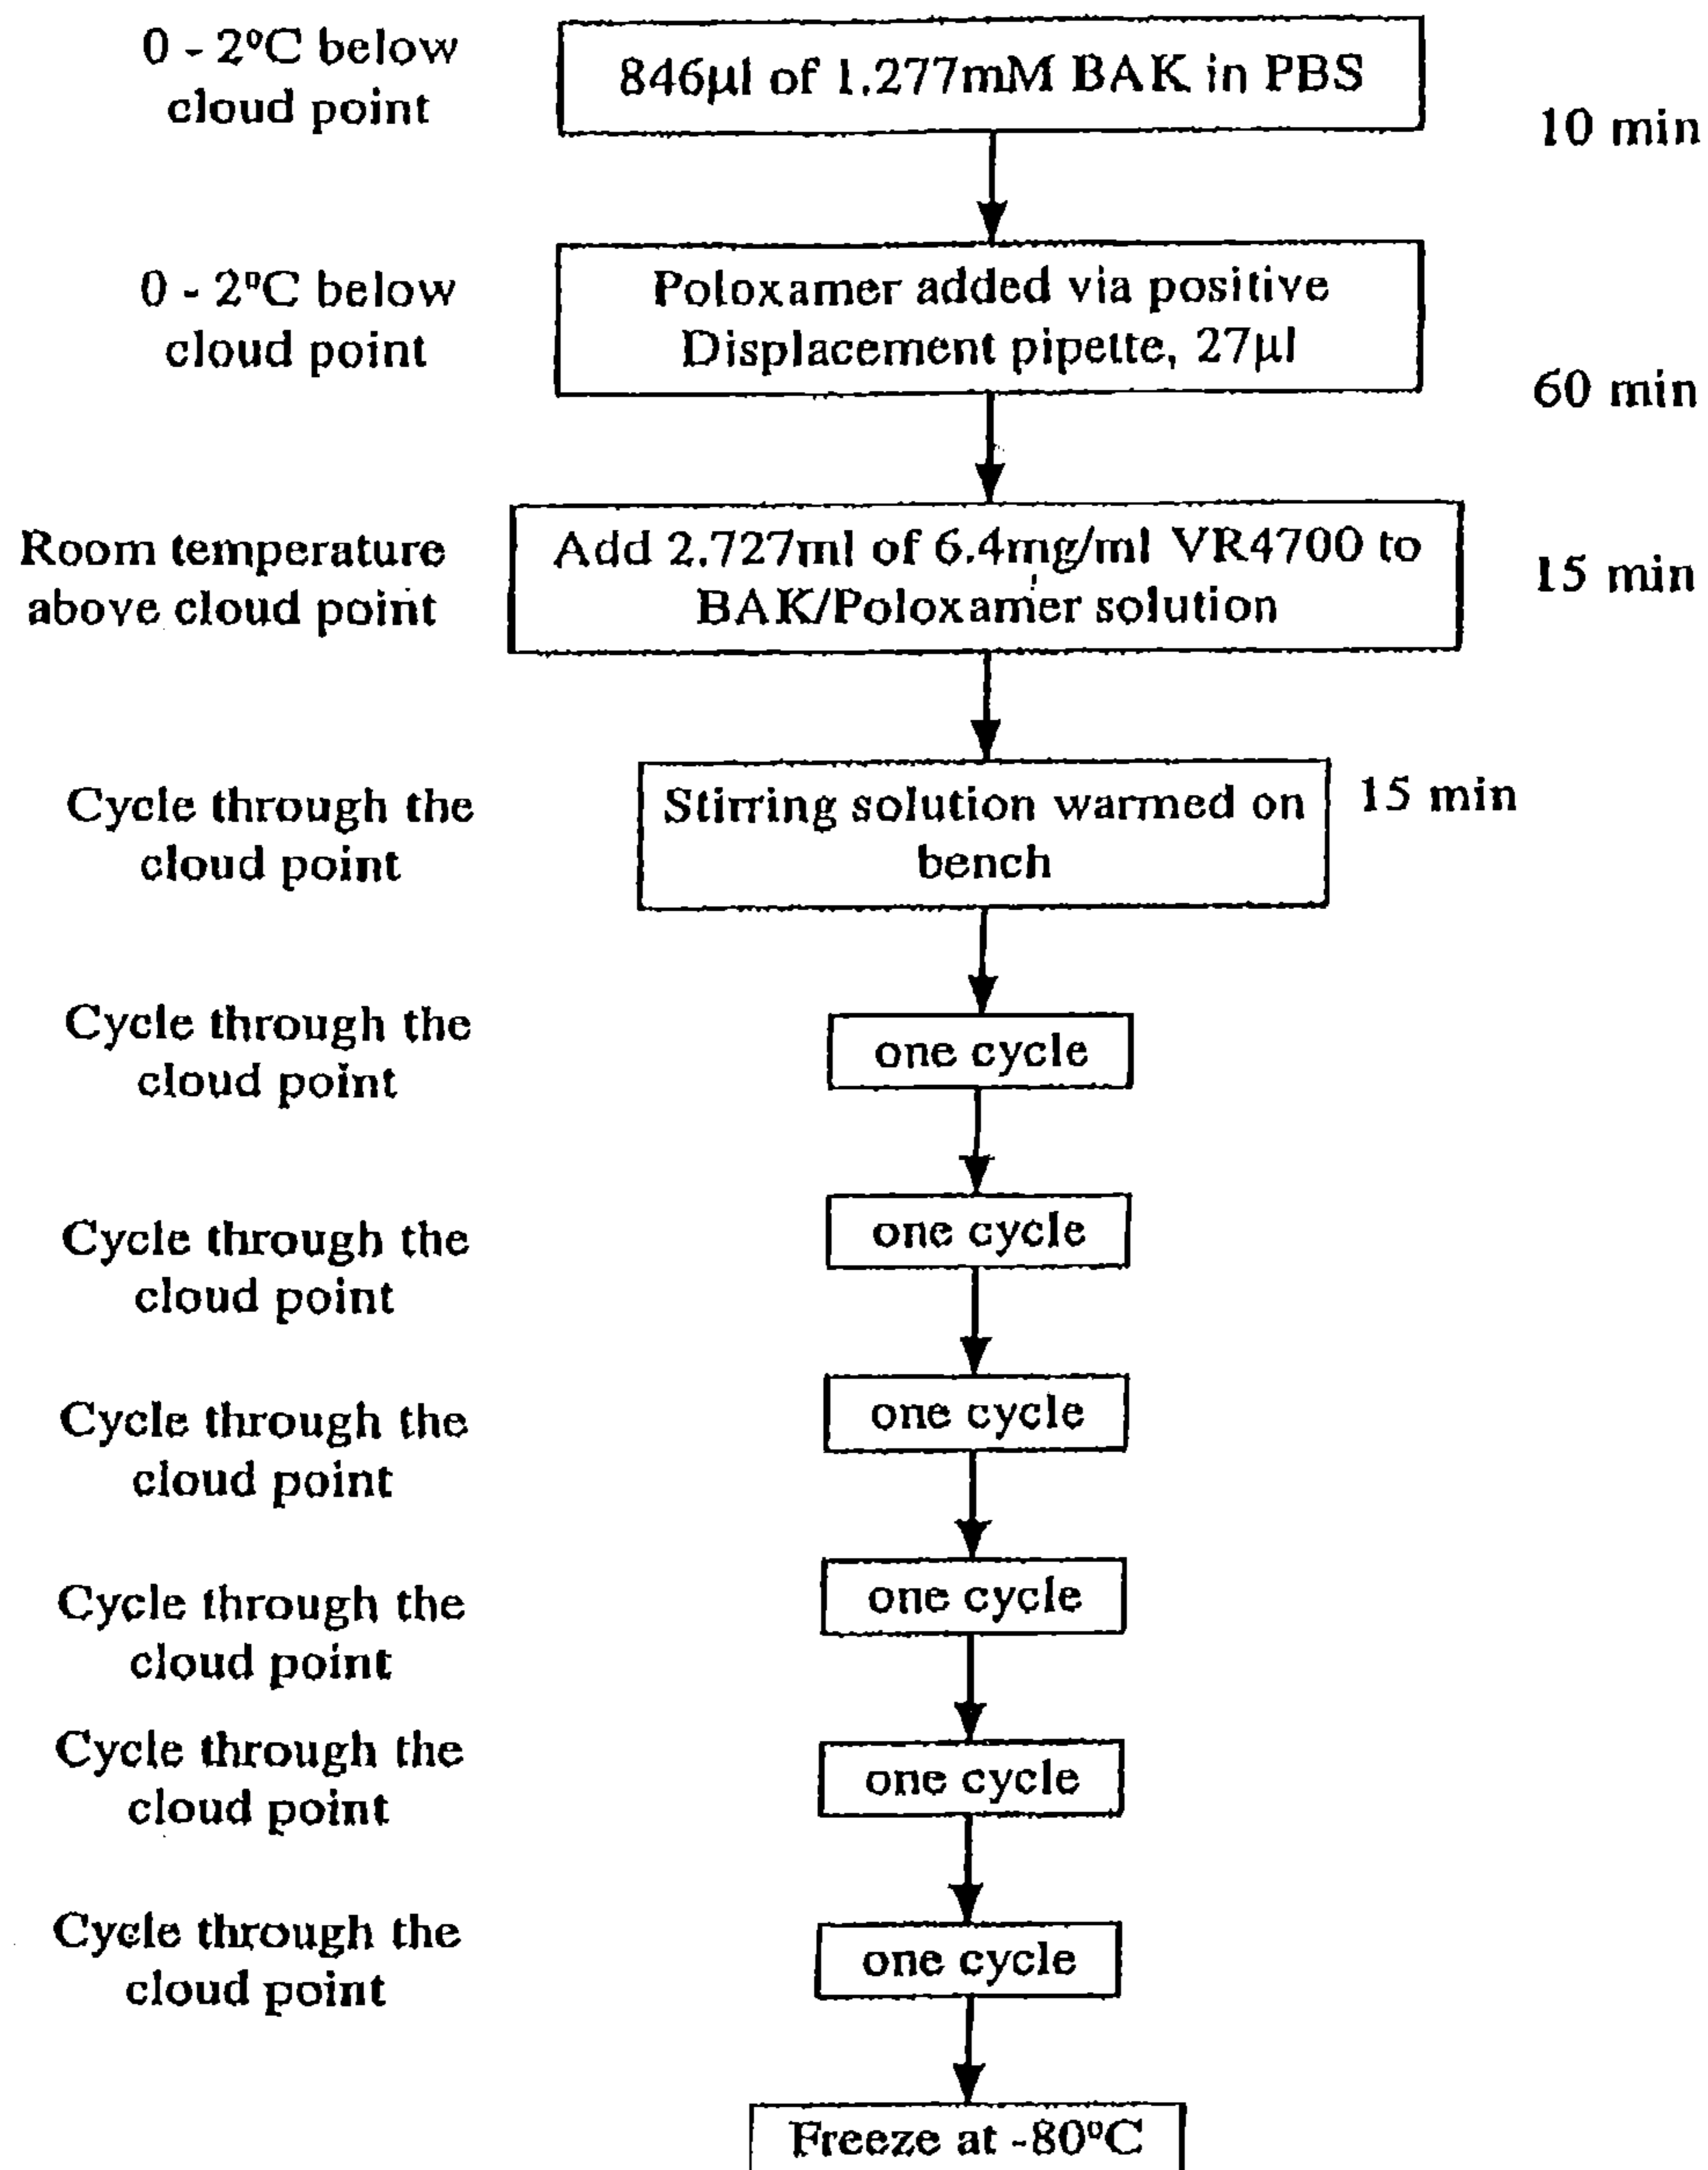 0 - 2ºC below
cloud point
846µl of 1.277mM BAK in PBS
10 min
0 - 2ºC below
cloud point
Poloxamer added via positive
Displacement pipette, 27µl
60 min
Room temperature
above cloud point
Add 2.727ml of 6.4mg/ml VR4700 to
BAK/Poloxamer solution
15 min
Cycle through the
cloud point
Stirring solution warmed on
bench
15 min
Cycle through the
cloud point
one cycle
Cycle through the
cloud point
one cycle
Cycle through the
cloud point
one cycle
Cycle through the
cloud point
one cycle
Cycle through the
cloud point
one cycle
Cycle through the
cloud point
one cycle
Freeze at -80ºC